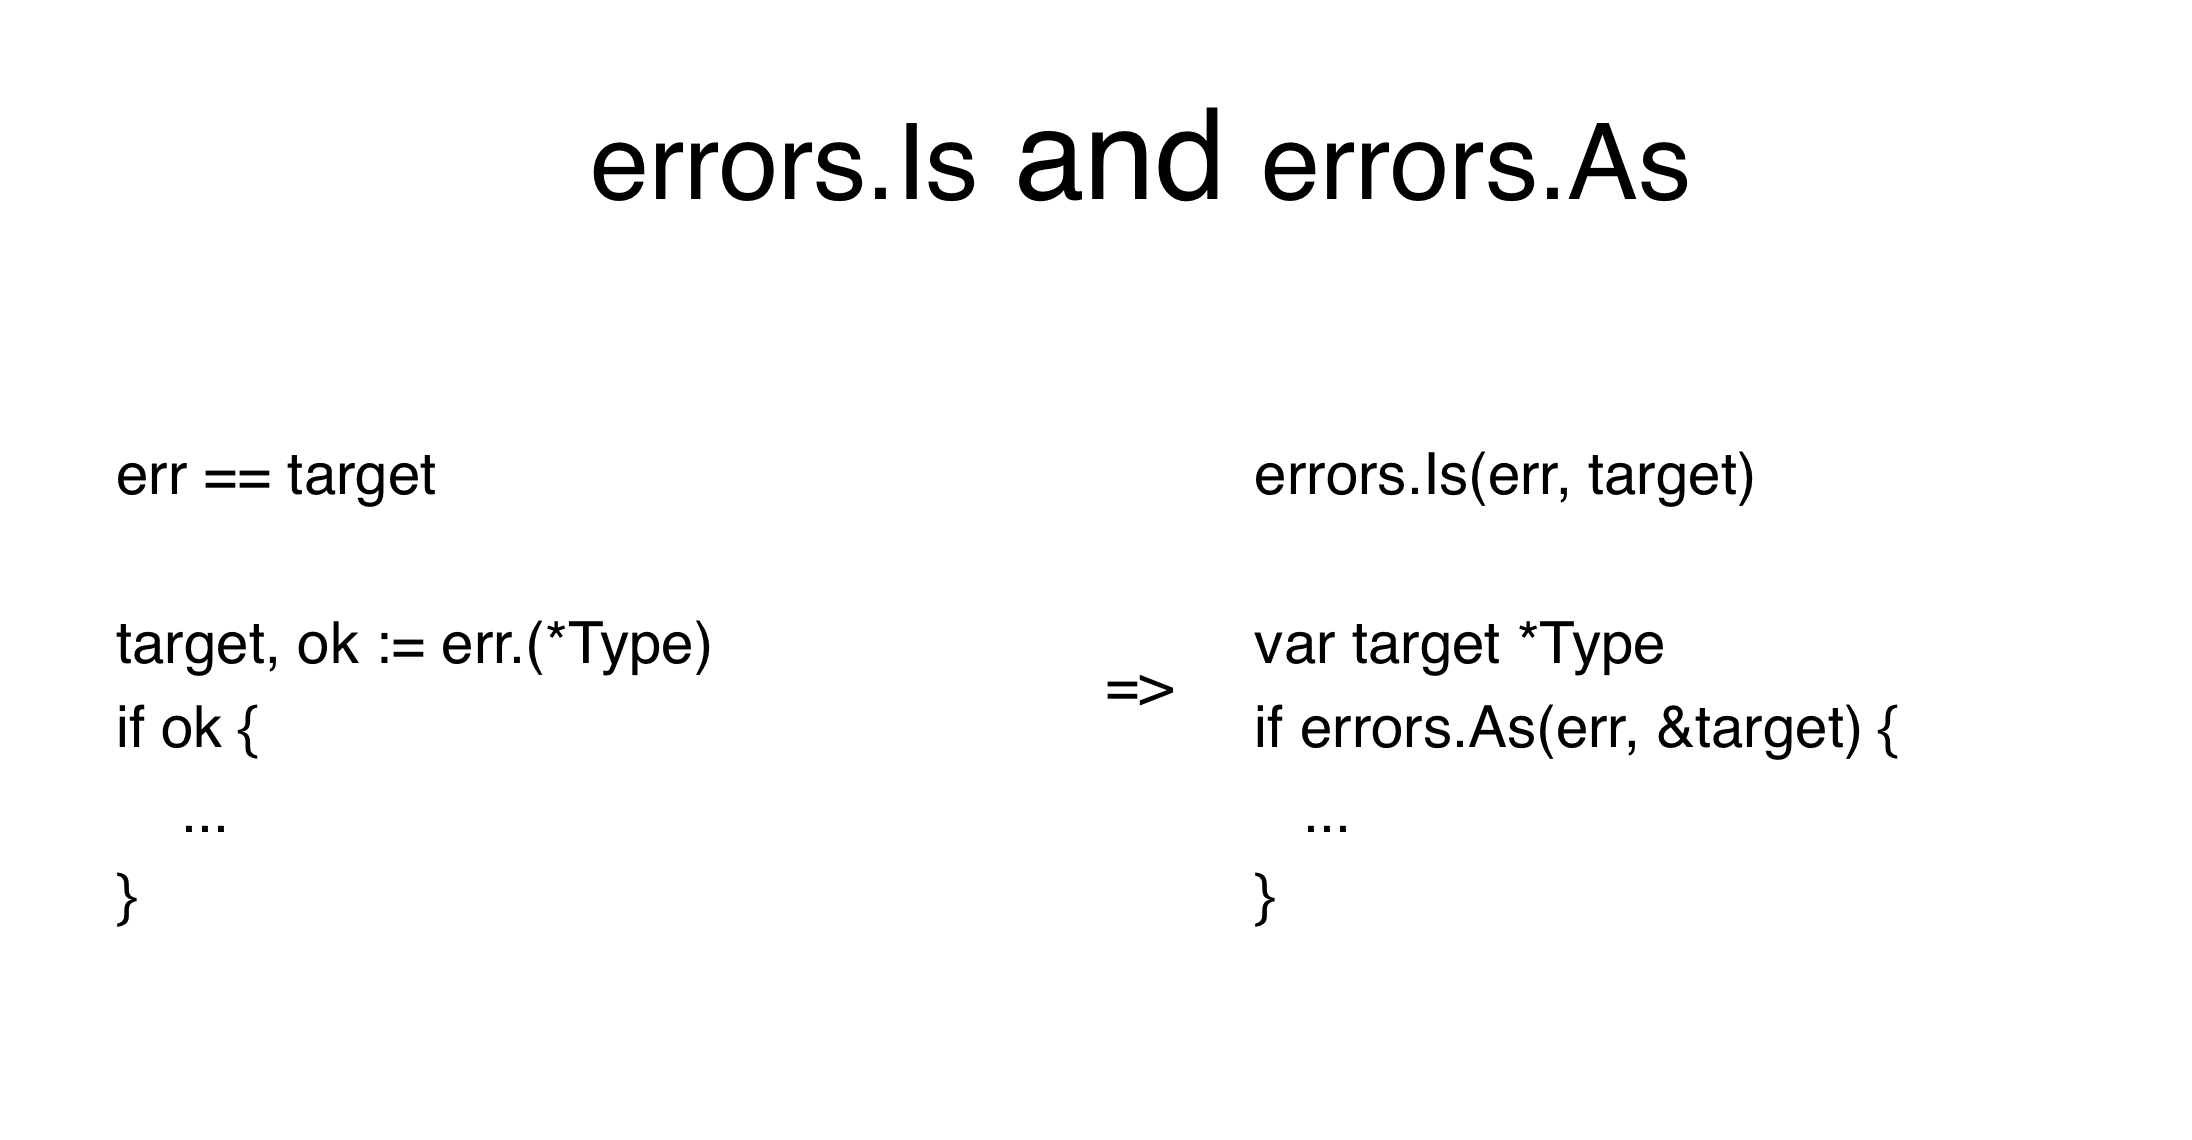 errors.Is and errors.As
err == target
target, ok := err.(*Type)
if ok {
...
}
=>
errors.Is(err, target)
var target *Type
if errors.As(err, &target) {
...
}